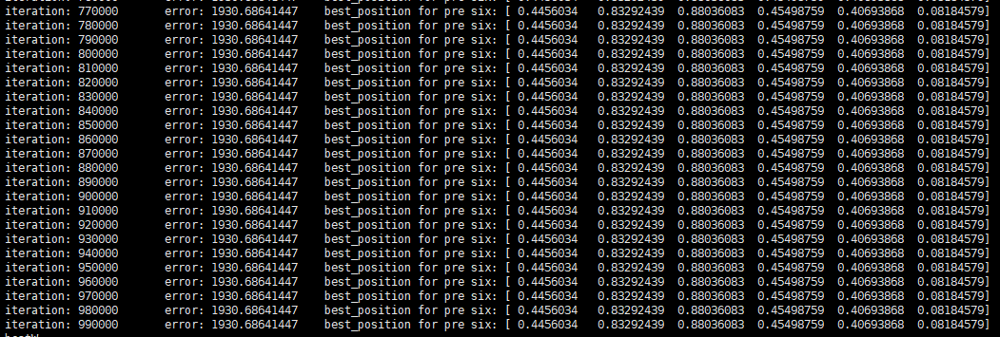 iteration: 770000 error: 1930.68641447 best_position for pre six: [ 0.4456034 0.83292439 0.88036083 0.45498759 0.40693868 0.08184579]
iteration: 780000 error: 1930.68641447 best_position for pre six: [ 0.4456034 0.83292439 0.88036083 0.45498759 0.40693868 0.08184579]
iteration: 790000 error: 1930.68641447 best_position for pre six: [ 0.4456034 0.83292439 0.88036083 0.45498759 0.40693868 0.08184579]
iteration: 800000 error: 1930.68641447 best_position for pre six: [ 0.4456034 0.83292439 0.88036083 0.45498759 0.40693868 0.08184579]
iteration: 810000 error: 1930.68641447 best_position for pre six: [ 0.4456034 0.83292439 0.88036083 0.45498759 0.40693868 0.08184579]
iteration: 820000 error: 1930.68641447 best_position for pre six: [ 0.4456034 0.83292439 0.88036083 0.45498759 0.40693868 0.08184579]
iteration: 830000 error: 1930.68641447 best_position for pre six: [ 0.4456034 0.83292439 0.88036083 0.45498759 0.40693868 0.08184579]
iteration: 840000 error: 1930.68641447 best_position for pre six: [ 0.4456034 0.83292439 0.88036083 0.45498759 0.40693868 0.08184579]
iteration: 850000 error: 1930.68641447 best_position for pre six: [ 0.4456034 0.83292439 0.88036083 0.45498759 0.40693868 0.08184579]
iteration: 860000 error: 1930.68641447 best_position for pre six: [ 0.4456034 0.83292439 0.88036083 0.45498759 0.40693868 0.08184579]
iteration: 870000 error: 1930.68641447 best_position for pre six: [ 0.4456034 0.83292439 0.88036083 0.45498759 0.40693868 0.08184579]
iteration: 880000 error: 1930.68641447 best_position for pre six: [ 0.4456034 0.83292439 0.88036083 0.45498759 0.40693868 0.08184579]
iteration: 890000 error: 1930.68641447 best_position for pre six: [ 0.4456034 0.83292439 0.88036083 0.45498759 0.40693868 0.08184579]
iteration: 900000 error: 1930.68641447 best_position for pre six: [ 0.4456034 0.83292439 0.88036083 0.45498759 0.40693868 0.08184579]
iteration: 910000 error: 1930.68641447 best_position for pre six: [ 0.4456034 0.83292439 0.88036083 0.45498759 0.40693868 0.08184579]
iteration: 920000 error: 1930.68641447 best_position for pre six: [ 0.4456034 0.83292439 0.88036083 0.45498759 0.40693868 0.08184579]
iteration: 930000 error: 1930.68641447 best_position for pre six: [ 0.4456034 0.83292439 0.88036083 0.45498759 0.40693868 0.08184579]
iteration: 940000 error: 1930.68641447 best_position for pre six: [ 0.4456034 0.83292439 0.88036083 0.45498759 0.40693868 0.08184579]
iteration: 950000 error: 1930.68641447 best_position for pre six: [ 0.4456034 0.83292439 0.88036083 0.45498759 0.40693868 0.08184579]
iteration: 960000 error: 1930.68641447 best_position for pre six: [ 0.4456034 0.83292439 0.88036083 0.45498759 0.40693868 0.08184579]
iteration: 970000 error: 1930.68641447 best_position for pre six: [ 0.4456034 0.83292439 0.88036083 0.45498759 0.40693868 0.08184579]
iteration: 980000 error: 1930.68641447 best_position for pre six: [ 0.4456034 0.83292439 0.88036083 0.45498759 0.40693868 0.08184579]
iteration: 990000 error: 1930.68641447 best_position for pre six: [ 0.4456034 0.83292439 0.88036083 0.45498759 0.40693868 0.08184579]